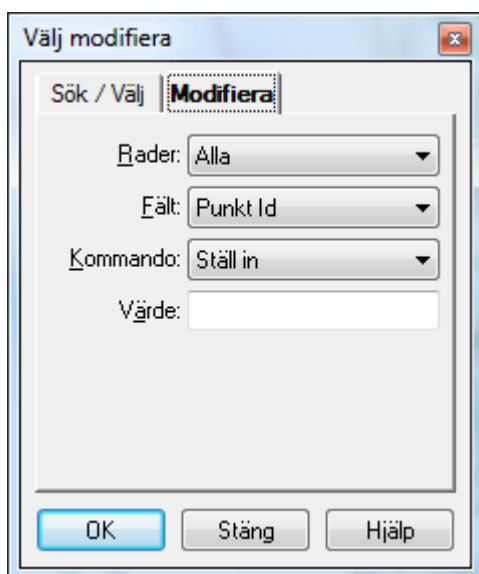 Välj modifiera
Sök / Välj Modifiera
Rader: Alla
Fält: Punkt Id
Kommando: Ställ in
Värde:
OK Stäng Hjälp